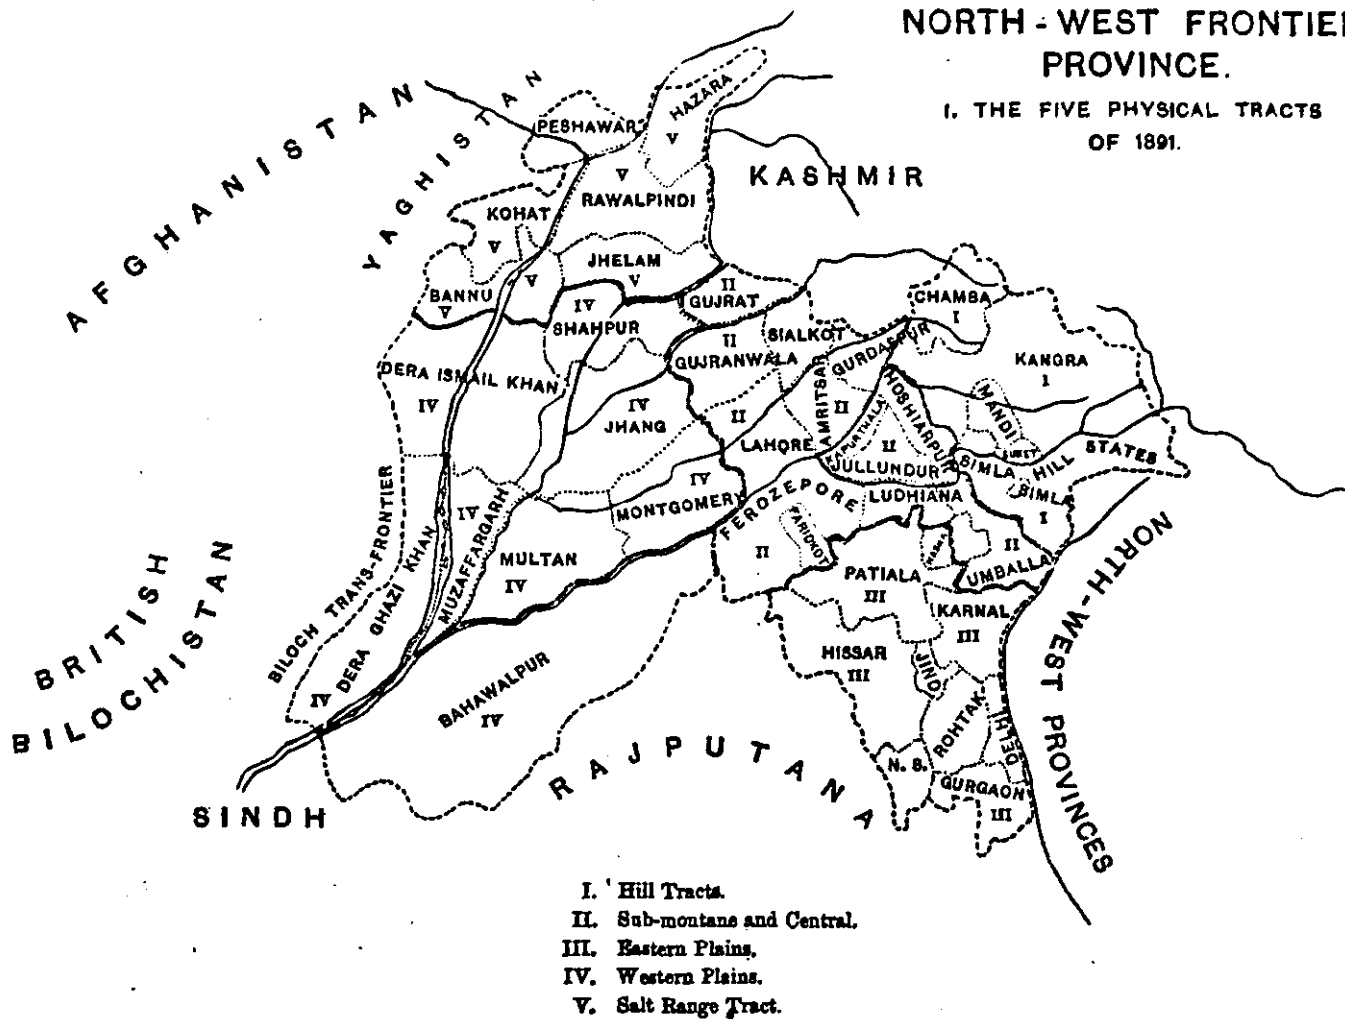 NORTH-WEST FRONTIER
PROVINCE.
I. THE FIVE PHYSICAL TRACTS
OF 1891.
AFGHANISTAN
YAGHISTAN
PESHAWAR
HAZARA
V
KASHMIR
V
RAWALPINDI
KOHAT
V
JHELAM
V
V
BANNU
V
II
GUJRAT
IV
SHAHPUR
CHAMBA
I
SIALKOT
II
GUJRANWALA
GURDASPUR
KANGRA
I
DERA ISMAIL KHAN
IV
AMRITSAR
II
HOSHIARPUR
MANDI
IV
JHANG
II
LAHORE
KAPURTHALA
II
JULLUNDUR
SIMLA HILL STATES
SIMLA
I
IV
MONTGOMERY
FEROZEPORE
II
LUDHIANA
FARIDKOT
II
UMBALLA
BILOCH TRANS-FRONTIER
DERA GHAZI KHAN
IV
IV
MUZAFFARGARH
MULTAN
IV
PATIALA
III
NABHA
KARNAL
III
HISSAR
III
JIND
ROHTAK
DELHI
N. S.
GURGAON
III
BAHAWALPUR
IV
BRITISH
BILOCHISTAN
SINDH
RAJPUTANA
NORTH-WEST PROVINCES
I. Hill Tracts.
II. Sub-montane and Central.
III. Eastern Plains.
IV. Western Plains.
V. Salt Range Tract.